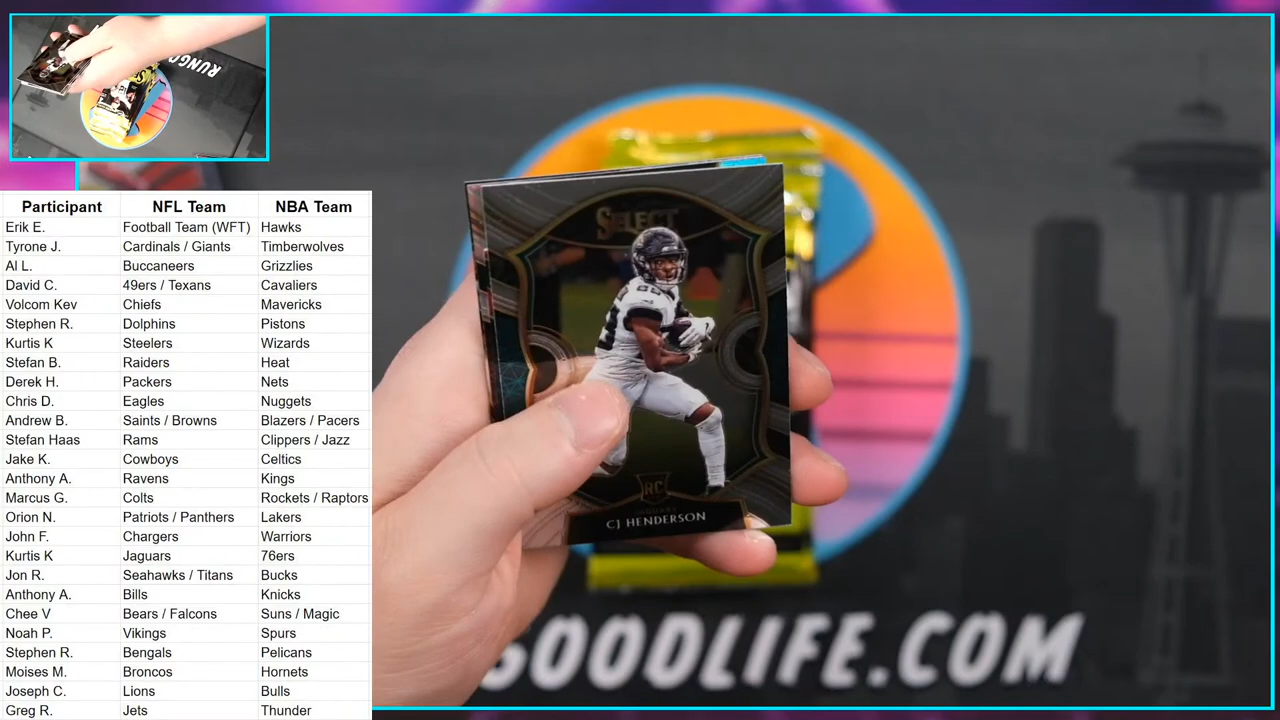 RUNGO
Participant NFL Team NBA Team
Erik E. Football Team (WFT) Hawks
Tyrone J. Cardinals / Giants Timberwolves
Al L. Buccaneers Grizzlies
David C. 49ers / Texans Cavaliers
Volcom Kev Chiefs Mavericks
Stephen R. Dolphins Pistons
Kurtis K Steelers Wizards
Stefan B. Raiders Heat
Derek H. Packers Nets
Chris D. Eagles Nuggets
Andrew B. Saints / Browns Blazers / Pacers
Stefan Haas Rams Clippers / Jazz
Jake K. Cowboys Celtics
Anthony A. Ravens Kings
Marcus G. Colts Rockets / Raptors
Orion N. Patriots / Panthers Lakers
John F. Chargers Warriors
Kurtis K Jaguars 76ers
Jon R. Seahawks / Titans Bucks
Anthony A. Bills Knicks
Chee V Bears / Falcons Suns / Magic
Noah P. Vikings Spurs
Stephen R. Bengals Pelicans
Moises M. Broncos Hornets
Joseph C. Lions Bulls
Greg R. Jets Thunder
SELECT
RC
CJ HENDERSON
GOODLIFE.COM